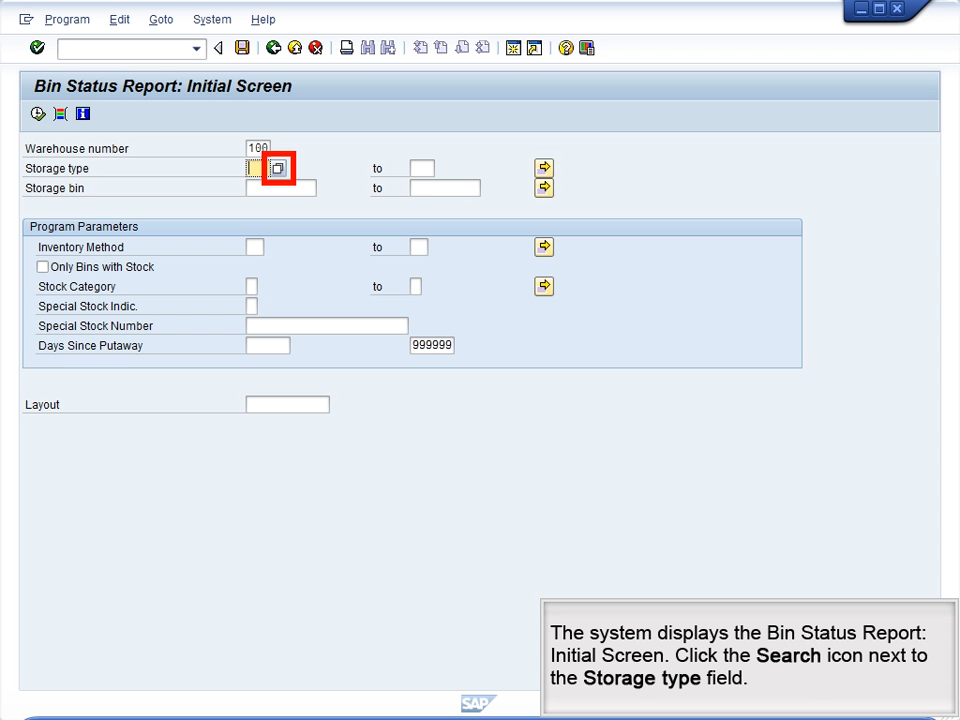 Program Edit Goto System Help
Bin Status Report: Initial Screen
Warehouse number 100
Storage type to
Storage bin to
Program Parameters
Inventory Method to
Only Bins with Stock
Stock Category to
Special Stock Indic.
Special Stock Number
Days Since Putaway 999999
Layout
The system displays the Bin Status Report:
Initial Screen. Click the Search icon next to
the Storage type field.
SAP